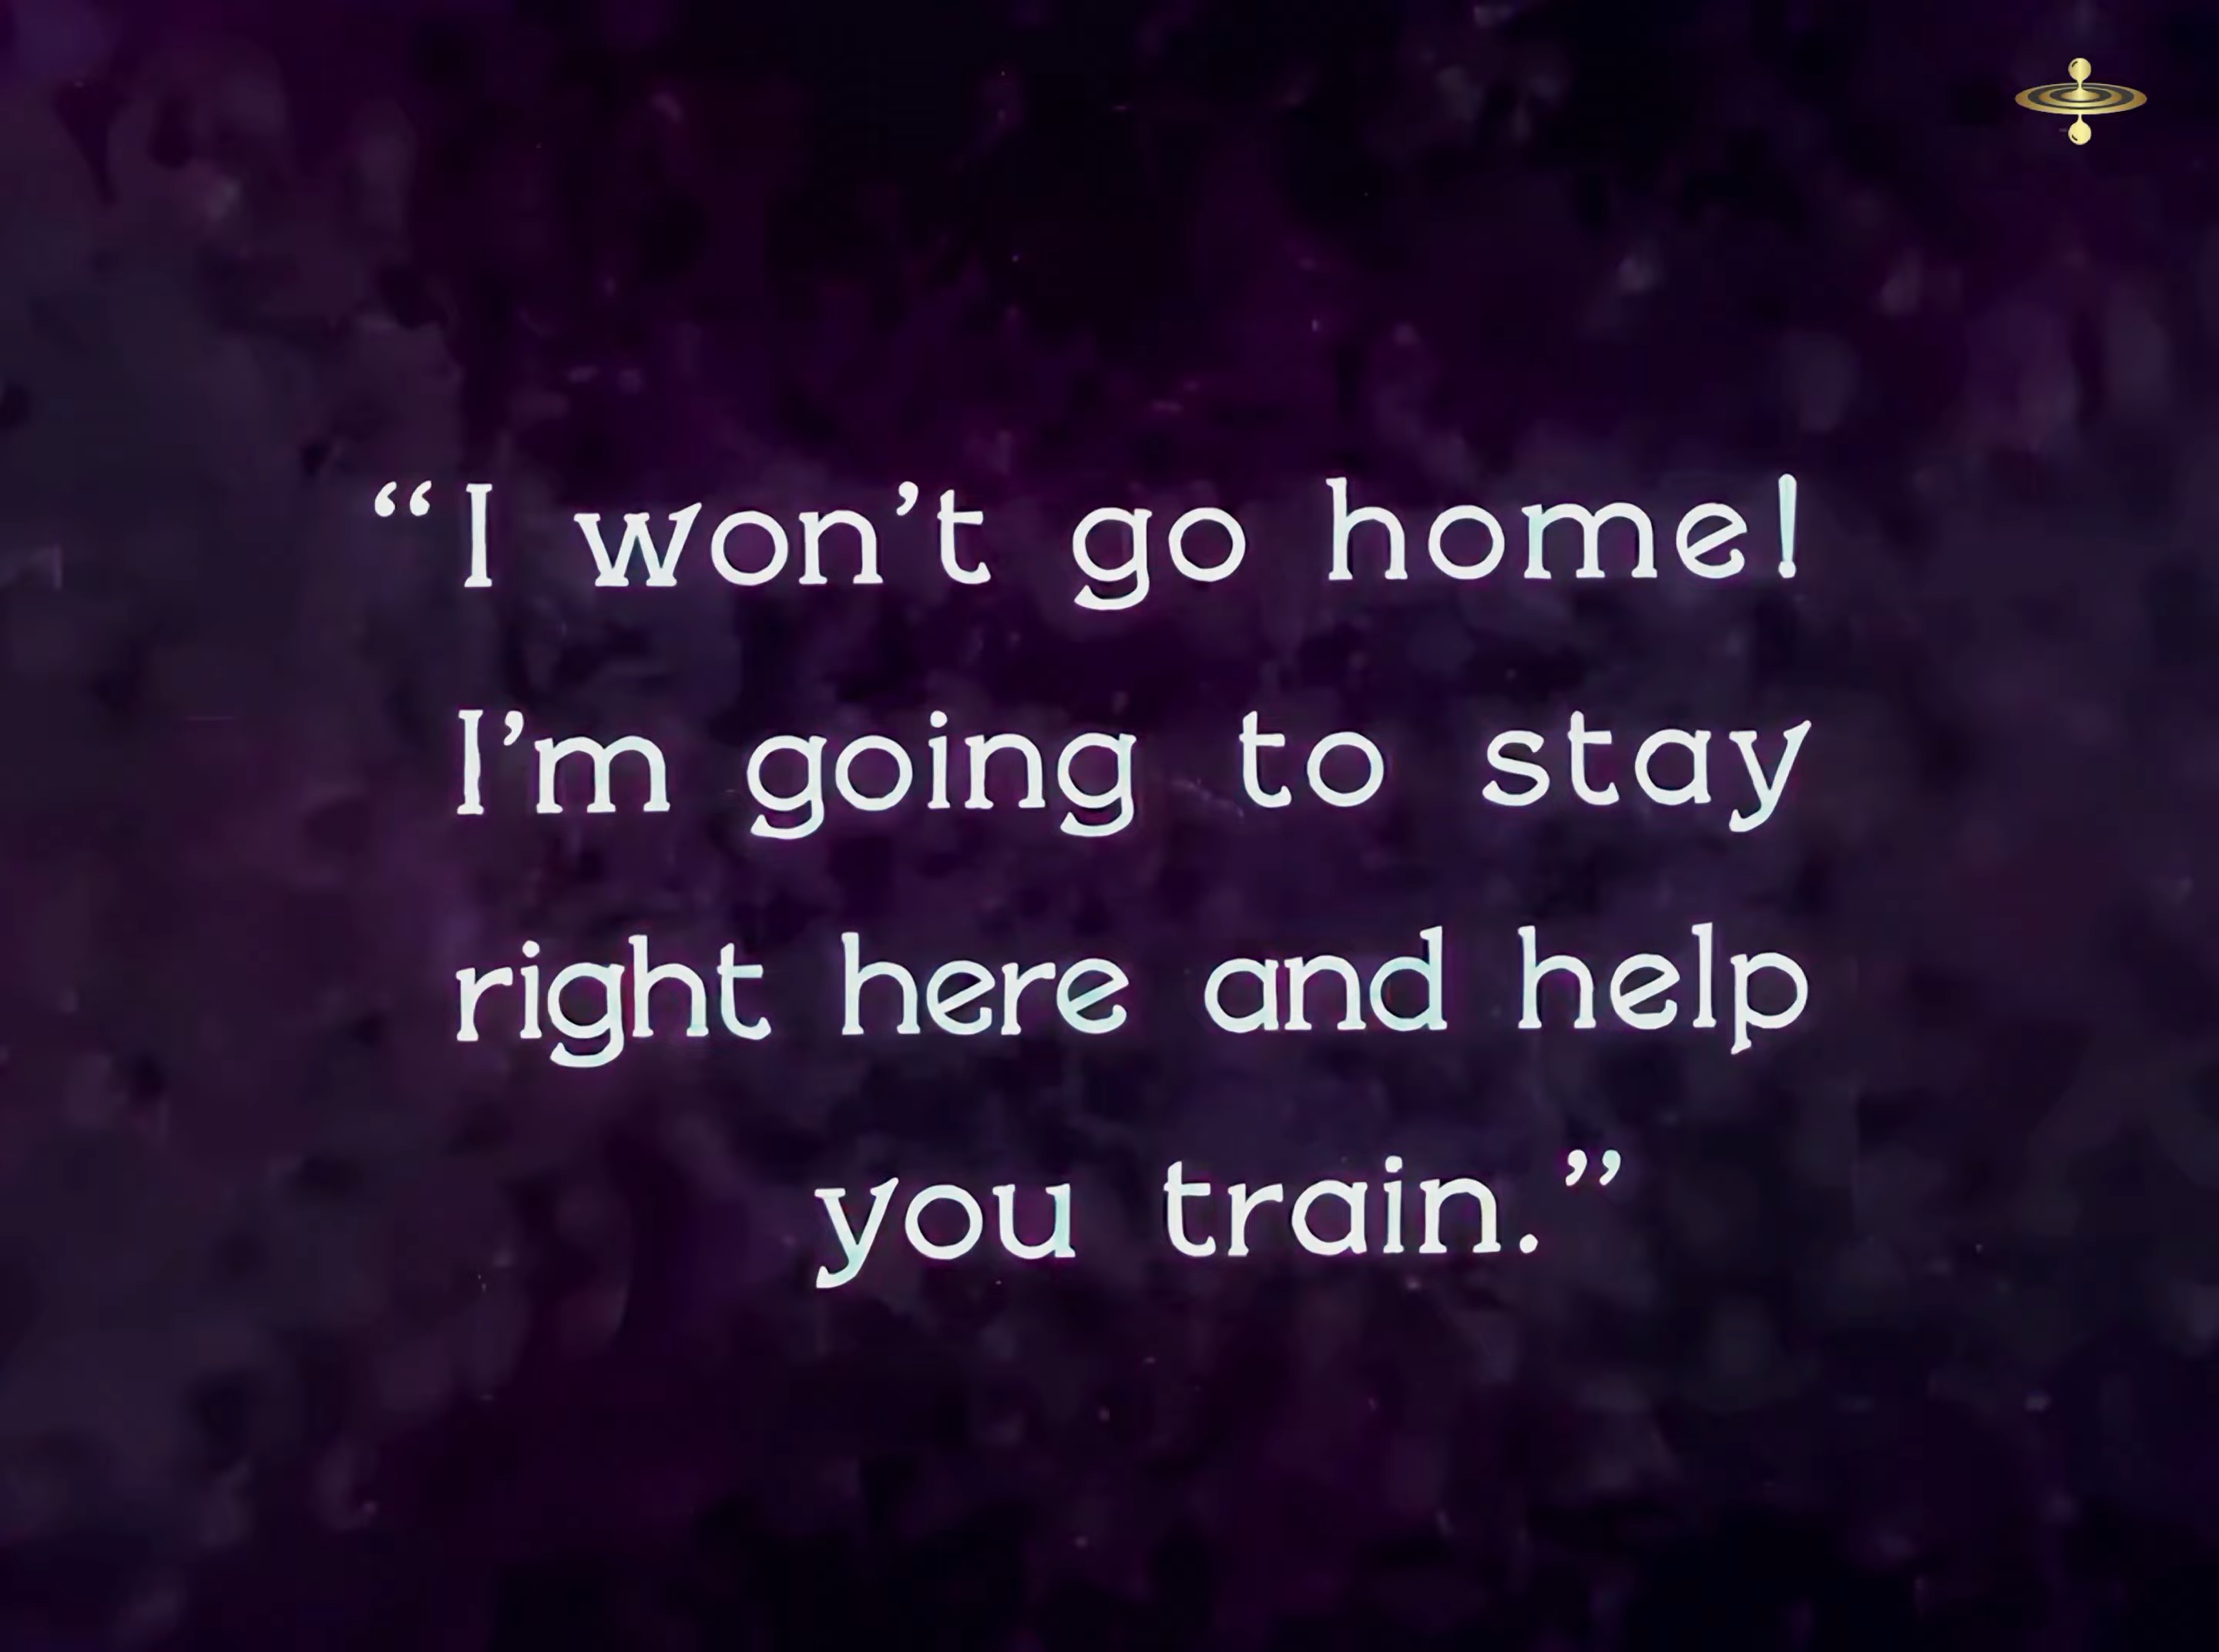 “I won’t go home!
I’m going to stay
right here and help
you train.”